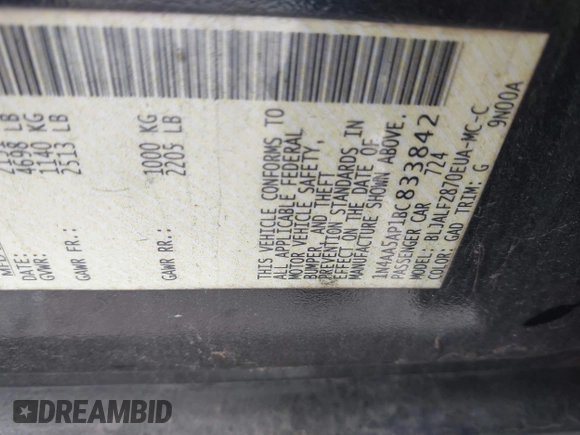 MFD
DATE:
GVWR: 4698 LB
1140 KG
GAWR FR.: 2513 LB
1000 KG
GAWR RR.: 2205 LB
THIS VEHICLE CONFORMS TO
ALL APPLICABLE FEDERAL
MOTOR VEHICLE SAFETY,
BUMPER, AND THEFT
PREVENTION STANDARDS IN
EFFECT ON THE DATE OF
MANUFACTURE SHOWN ABOVE.
1N4AA5AP1BC833842
PASSENGER CAR 724
MODEL: BLJALFZ870EUA-MC-C
COLOR: GAD TRIM: G
9N00A
DREAMBID